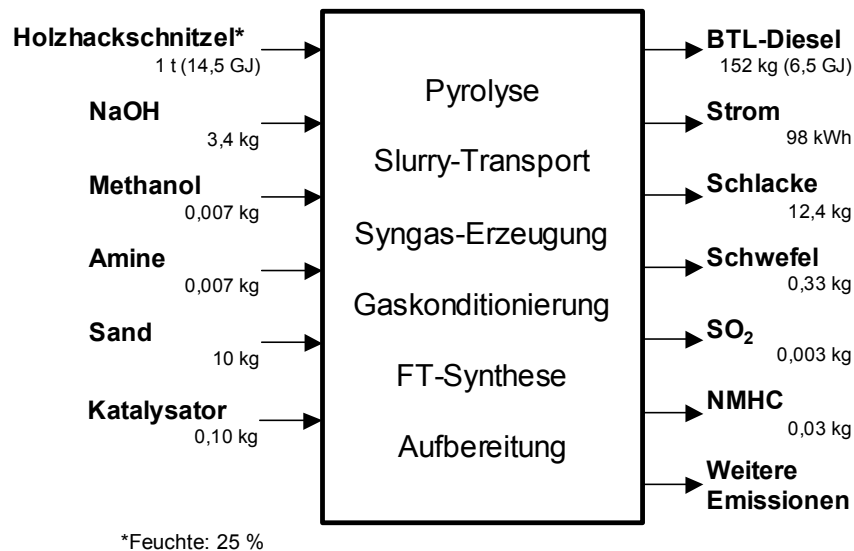 Holzhackschnitzel*
1 t (14,5 GJ)
NaOH
3,4 kg
Methanol
0,007 kg
Amine
0,007 kg
Sand
10 kg
Katalysator
0,10 kg
Pyrolyse
Slurry-Transport
Syngas-Erzeugung
Gaskonditionierung
FT-Synthese
Aufbereitung
BTL-Diesel
152 kg (6,5 GJ)
Strom
98 kWh
Schlacke
12,4 kg
Schwefel
0,33 kg
SO₂
0,003 kg
NMHC
0,03 kg
Weitere
Emissionen
*Feuchte: 25 %